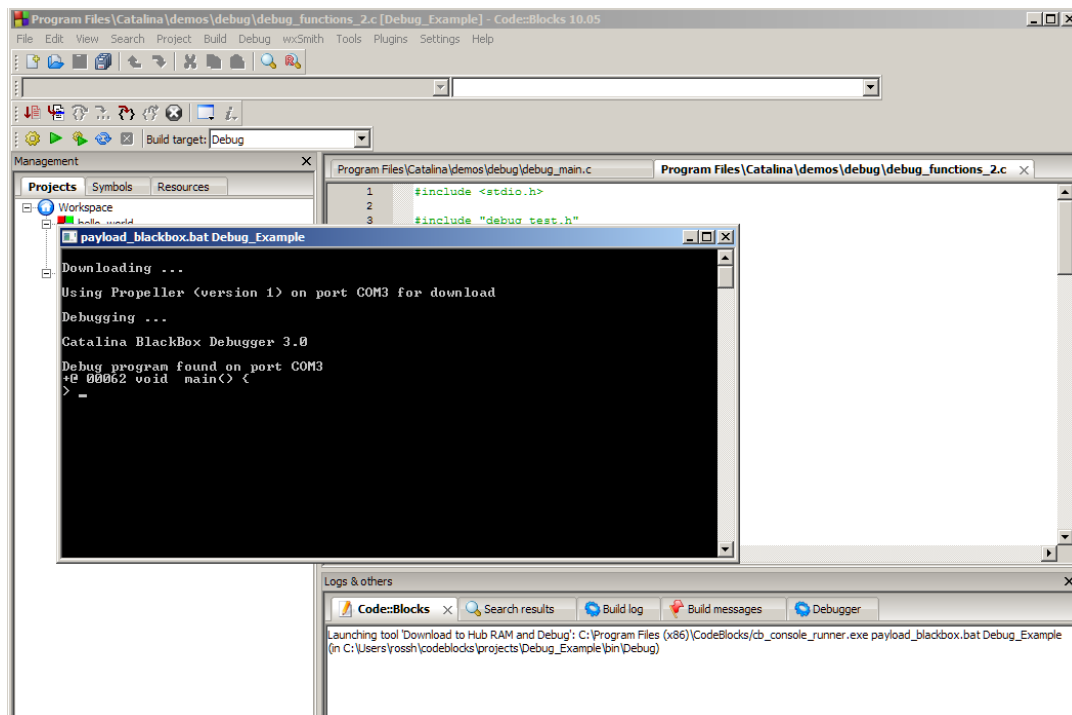 Program Files\Catalina\demos\debug\debug_functions_2.c [Debug_Example] - Code::Blocks 10.05
File Edit View Search Project Build Debug wxSmith Tools Plugins Settings Help
Build target: Debug
Management
Projects Symbols Resources
Workspace
hello_world
Program Files\Catalina\demos\debug\debug_main.c
Program Files\Catalina\demos\debug\debug_functions_2.c
1 #include <stdio.h>
2
3 #include "debug_test.h"
payload_blackbox.bat Debug_Example
Downloading ...
Using Propeller (version 1) on port COM3 for download
Debugging ...
Catalina BlackBox Debugger 3.0
Debug program found on port COM3
+@ 00062 void  main() {
> _
Logs & others
Code::Blocks Search results Build log Build messages Debugger
Launching tool 'Download to Hub RAM and Debug': C:\Program Files (x86)\CodeBlocks/cb_console_runner.exe payload_blackbox.bat Debug_Example
(in C:\Users\rossh\codeblocks\projects\Debug_Example\bin\Debug)